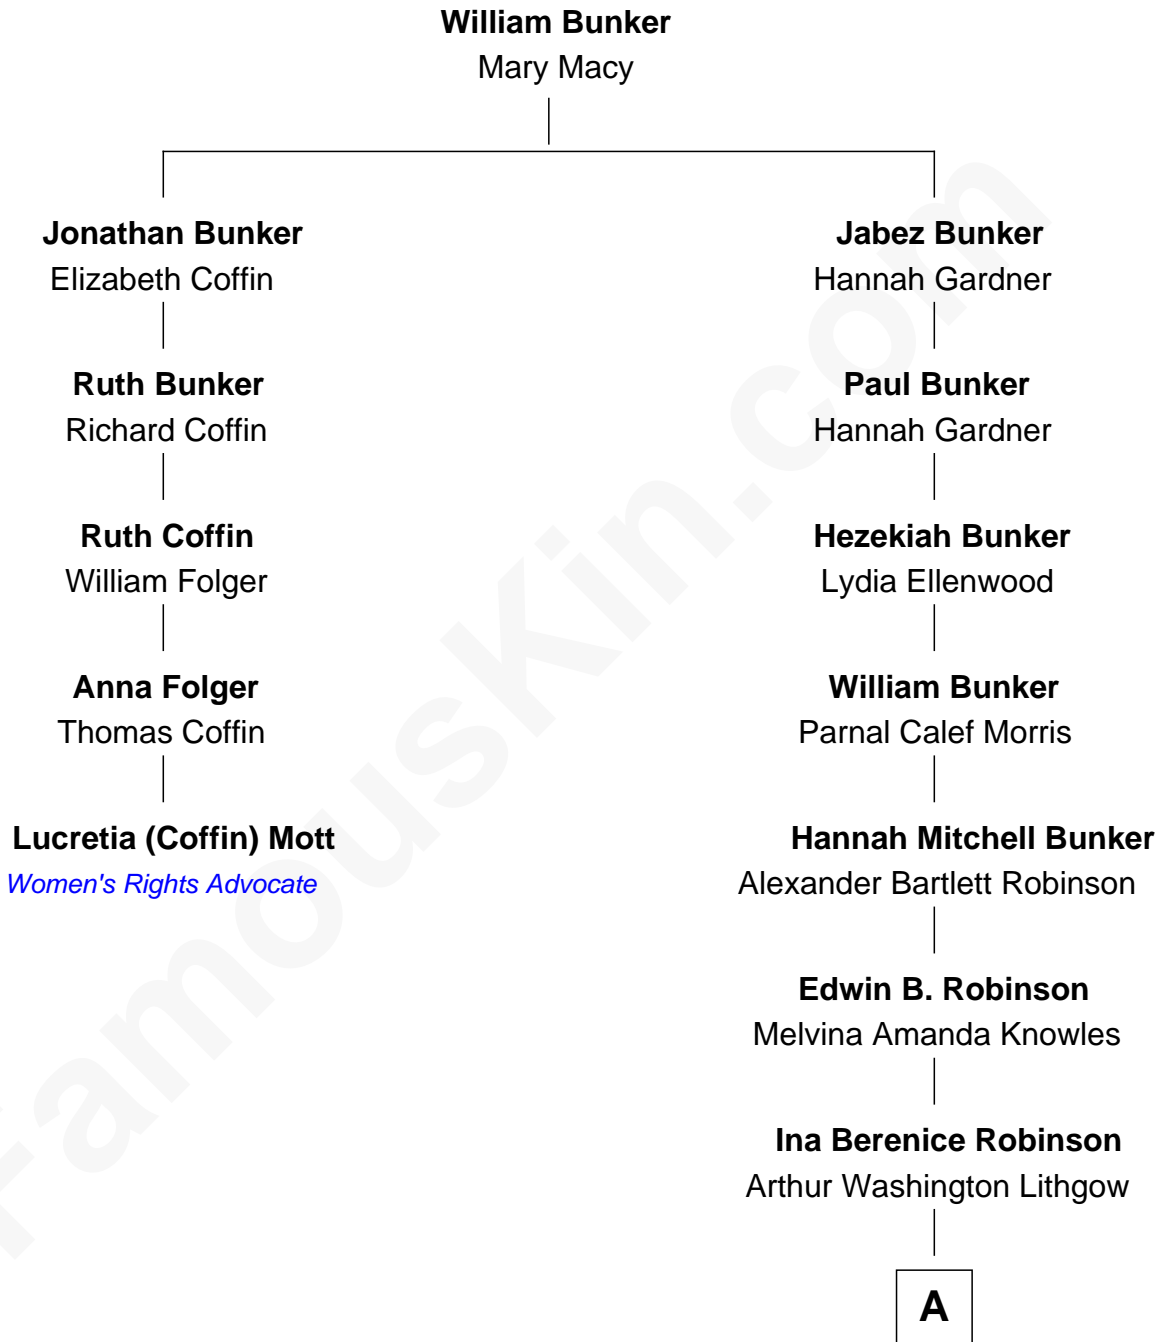 William Bunker
Mary Macy
Jonathan Bunker
Elizabeth Coffin
Ruth Bunker
Richard Coffin
Ruth Coffin
William Folger
Anna Folger
Thomas Coffin
Lucretia (Coffin) Mott
Women's Rights Advocate
Jabez Bunker
Hannah Gardner
Paul Bunker
Hannah Gardner
Hezekiah Bunker
Lydia Ellenwood
William Bunker
Parnal Calef Morris
Hannah Mitchell Bunker
Alexander Bartlett Robinson
Edwin B. Robinson
Melvina Amanda Knowles
Ina Berenice Robinson
Arthur Washington Lithgow
A
FamousKin.com